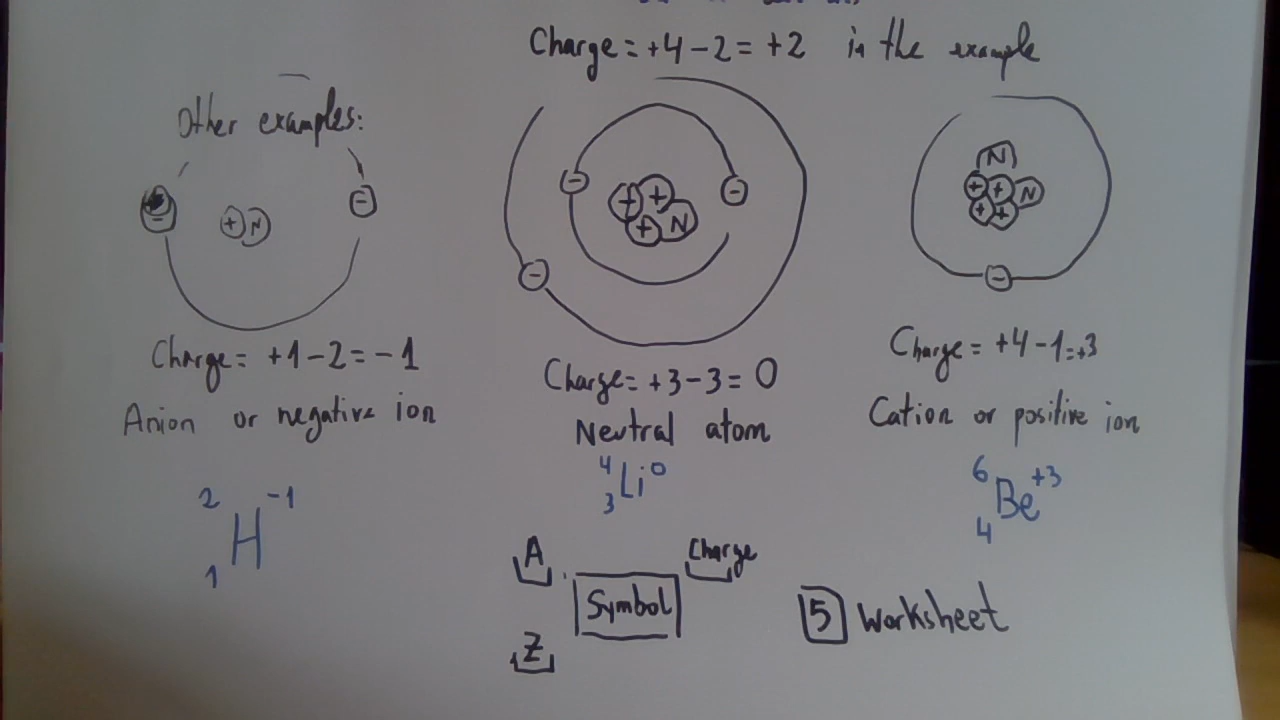 Charge = +4 - 2 = +2 in the example
Other examples:
- - + N
- - - + + + N
N + + N + + -
Charge = +1 - 2 = -1
Charge = +3 - 3 = 0
Charge = +4 - 1 = +3
Anion or negative ion
Neutral atom
Cation or positive ion
2 H -1
1
4 Li 0
3
6 Be +3
4
A Charge
Symbol
Z
5 Worksheet